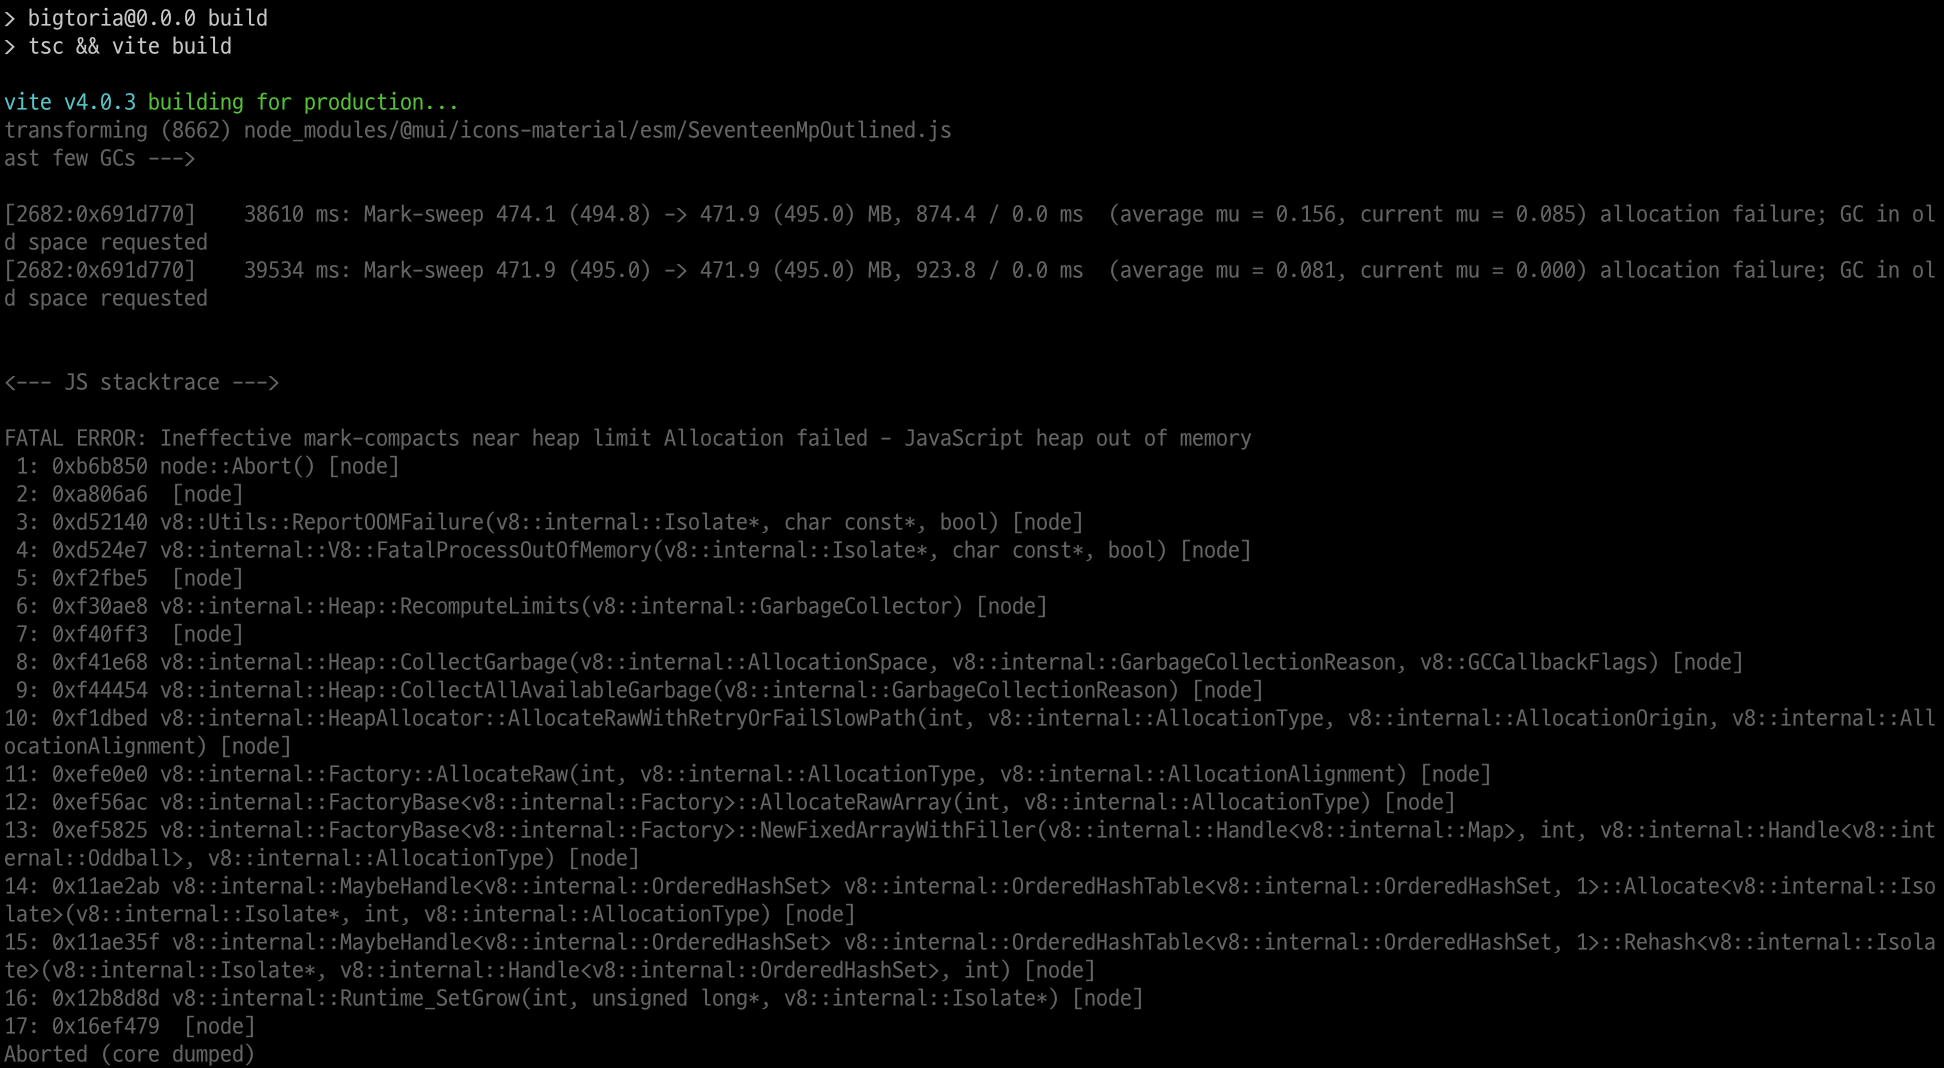 > bigtoria@0.0.0 build
> tsc && vite build
vite v4.0.3 building for production...
transforming (8662) node_modules/@mui/icons-material/esm/SeventeenMpOutlined.js
ast few GCs --->
[2682:0x691d770]    38610 ms: Mark-sweep 474.1 (494.8) -> 471.9 (495.0) MB, 874.4 / 0.0 ms  (average mu = 0.156, current mu = 0.085) allocation failure; GC in ol
d space requested
[2682:0x691d770]    39534 ms: Mark-sweep 471.9 (495.0) -> 471.9 (495.0) MB, 923.8 / 0.0 ms  (average mu = 0.081, current mu = 0.000) allocation failure; GC in ol
d space requested
<--- JS stacktrace --->
FATAL ERROR: Ineffective mark-compacts near heap limit Allocation failed - JavaScript heap out of memory
 1: 0xb6b850 node::Abort() [node]
 2: 0xa806a6  [node]
 3: 0xd52140 v8::Utils::ReportOOMFailure(v8::internal::Isolate*, char const*, bool) [node]
 4: 0xd524e7 v8::internal::V8::FatalProcessOutOfMemory(v8::internal::Isolate*, char const*, bool) [node]
 5: 0xf2fbe5  [node]
 6: 0xf30ae8 v8::internal::Heap::RecomputeLimits(v8::internal::GarbageCollector) [node]
 7: 0xf40ff3  [node]
 8: 0xf41e68 v8::internal::Heap::CollectGarbage(v8::internal::AllocationSpace, v8::internal::GarbageCollectionReason, v8::GCCallbackFlags) [node]
 9: 0xf44454 v8::internal::Heap::CollectAllAvailableGarbage(v8::internal::GarbageCollectionReason) [node]
10: 0xf1dbed v8::internal::HeapAllocator::AllocateRawWithRetryOrFailSlowPath(int, v8::internal::AllocationType, v8::internal::AllocationOrigin, v8::internal::All
ocationAlignment) [node]
11: 0xefe0e0 v8::internal::Factory::AllocateRaw(int, v8::internal::AllocationType, v8::internal::AllocationAlignment) [node]
12: 0xef56ac v8::internal::FactoryBase<v8::internal::Factory>::AllocateRawArray(int, v8::internal::AllocationType) [node]
13: 0xef5825 v8::internal::FactoryBase<v8::internal::Factory>::NewFixedArrayWithFiller(v8::internal::Handle<v8::internal::Map>, int, v8::internal::Handle<v8::int
ernal::Oddball>, v8::internal::AllocationType) [node]
14: 0x11ae2ab v8::internal::MaybeHandle<v8::internal::OrderedHashSet> v8::internal::OrderedHashTable<v8::internal::OrderedHashSet, 1>::Allocate<v8::internal::Iso
late>(v8::internal::Isolate*, int, v8::internal::AllocationType) [node]
15: 0x11ae35f v8::internal::MaybeHandle<v8::internal::OrderedHashSet> v8::internal::OrderedHashTable<v8::internal::OrderedHashSet, 1>::Rehash<v8::internal::Isola
te>(v8::internal::Isolate*, v8::internal::Handle<v8::internal::OrderedHashSet>, int) [node]
16: 0x12b8d8d v8::internal::Runtime_SetGrow(int, unsigned long*, v8::internal::Isolate*) [node]
17: 0x16ef479  [node]
Aborted (core dumped)